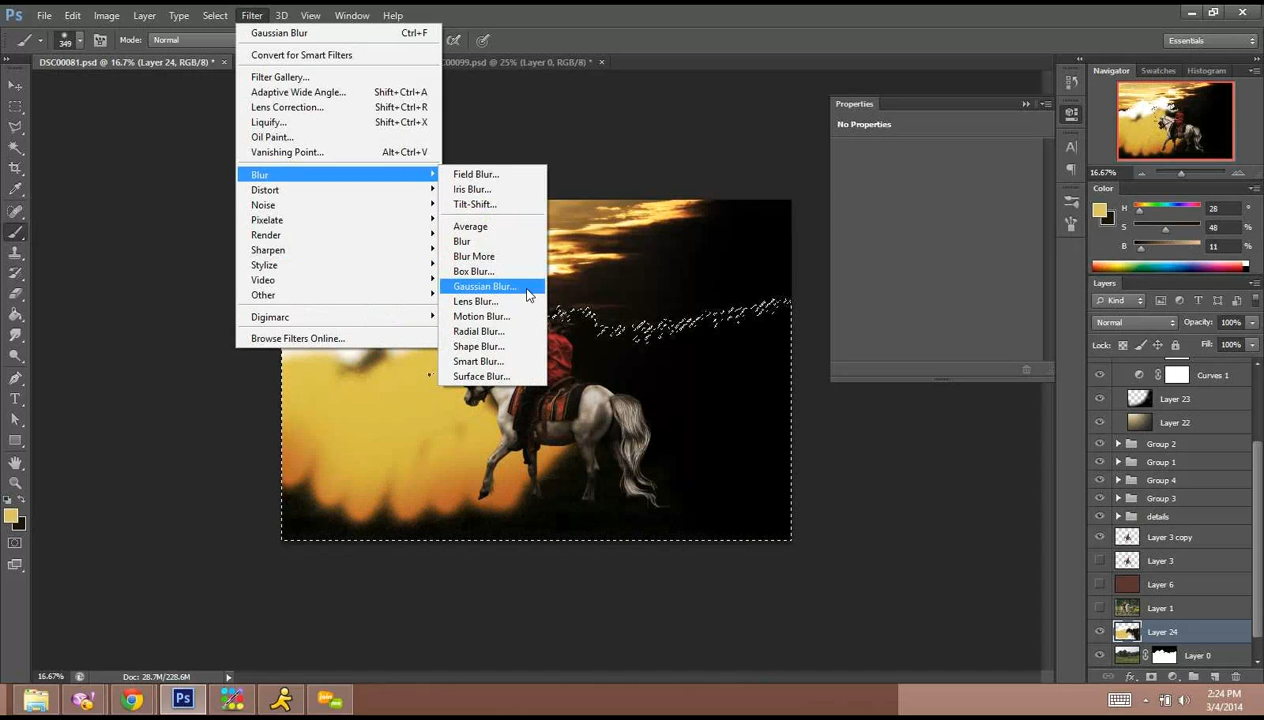 Ps File Edit Image Layer Type Select Filter 3D View Window Help
349 Mode: Normal Essentials
DSC00081.psd @ 16.7% (Layer 24, RGB/8) * × C00099.psd @ 25% (Layer 0, RGB/8) * ×
Gaussian Blur Ctrl+F
Convert for Smart Filters
Filter Gallery...
Adaptive Wide Angle... Shift+Ctrl+A
Lens Correction... Shift+Ctrl+R
Liquify... Shift+Ctrl+X
Oil Paint...
Vanishing Point... Alt+Ctrl+V
Blur
Distort
Noise
Pixelate
Render
Sharpen
Stylize
Video
Other
Digimarc
Browse Filters Online...
Field Blur...
Iris Blur...
Tilt-Shift...
Average
Blur
Blur More
Box Blur...
Gaussian Blur...
Lens Blur...
Motion Blur...
Radial Blur...
Shape Blur...
Smart Blur...
Surface Blur...
Properties
No Properties
Navigator Swatches Histogram
16.67%
Color
H 28 °
S 48 %
B 11 %
Layers
Kind
Normal Opacity: 100%
Lock: Fill: 100%
Curves 1
Layer 23
Layer 22
Group 2
Group 1
Group 4
Group 3
details
Layer 3 copy
Layer 3
Layer 6
Layer 1
Layer 24
Layer 0
fx
16.67% Doc: 28.7M/228.6M
Ps
2:24 PM
3/4/2014